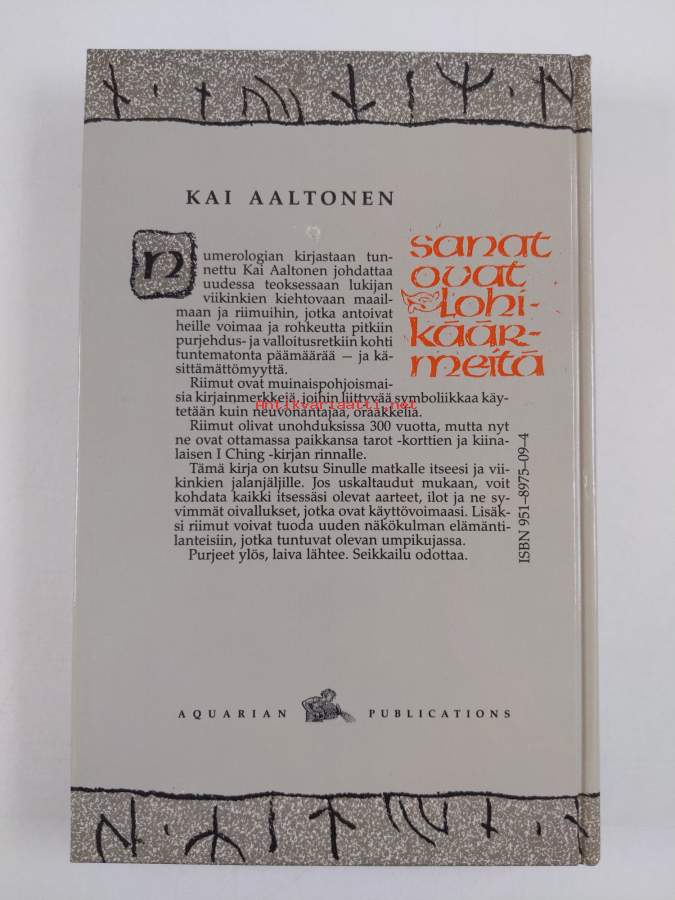 KAI AALTONEN
sanat
ovat
Lohi-
käär-
meitä
Numerologian kirjastaan tun-
nettu Kai Aaltonen johdattaa
uudessa teoksessaan lukijan
viikinkien kiehtovaan maail-
maan ja riimuihin, jotka antoivat
heille voimaa ja rohkeutta pitkiin
purjehdus- ja valloitusretkiin kohti
tuntematonta päämäärää — ja kä-
sittämättömyyttä.
Riimut ovat muinaispohjoismai-
sia kirjainmerkkejä, joihin liittyvää symboliikkaa käy-
tetään kuin neuvonantajaa, oraakkelia.
Antikvariaatti.net
Riimut olivat unohduksissa 300 vuotta, mutta nyt
ne ovat ottamassa paikkansa tarot -korttien ja kiina-
laisen I Ching -kirjan rinnalle.
Tämä kirja on kutsu Sinulle matkalle itseesi ja vii-
kinkien jalanjäljille. Jos uskaltaudut mukaan, voit
kohdata kaikki itsessäsi olevat aarteet, ilot ja ne sy-
vimmät oivallukset, jotka ovat käyttövoimaasi. Lisäk-
si riimut voivat tuoda uuden näkökulman elämänti-
lanteisiin, jotka tuntuvat olevan umpikujassa.
Purjeet ylös, laiva lähtee. Seikkailu odottaa.
ISBN 951–8975–09–4
AQUARIAN PUBLICATIONS